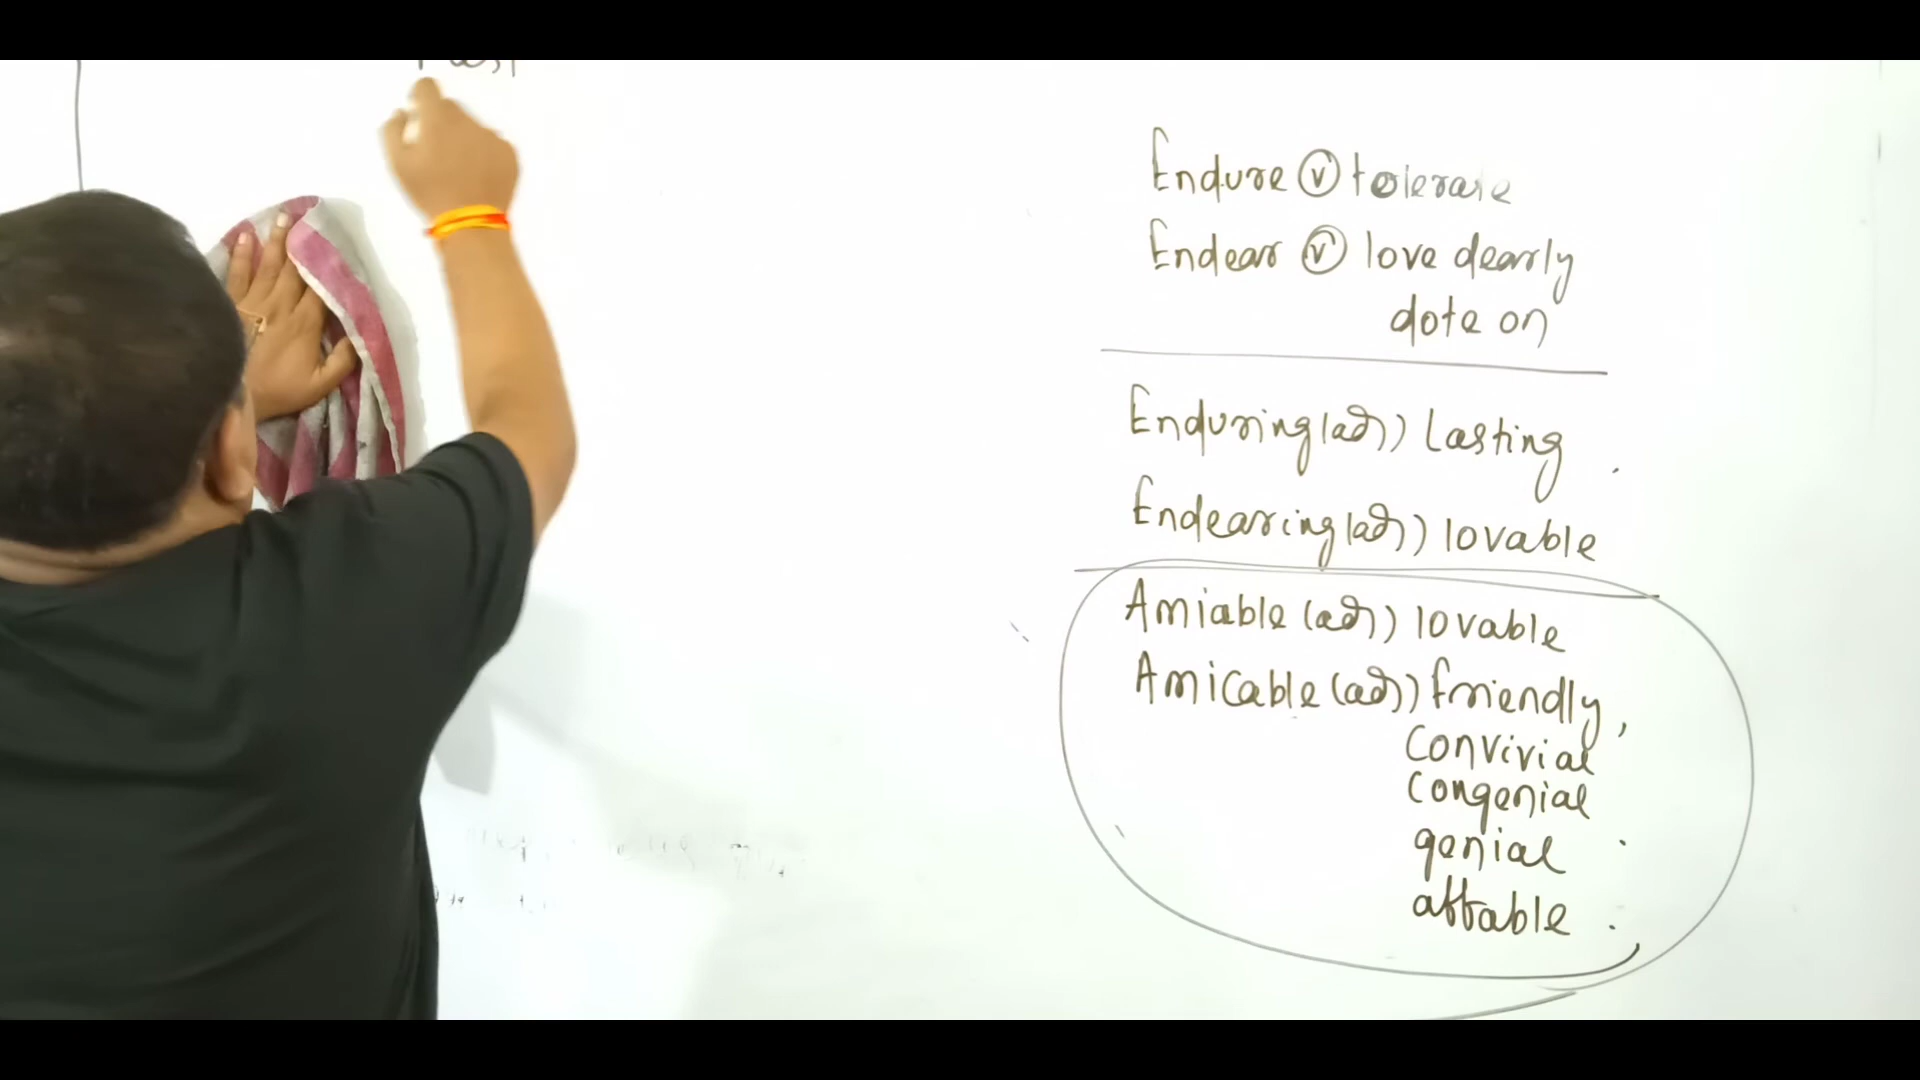 Endure (v) tolerate
Endear (v) love dearly
dote on
Enduring (adj) Lasting
Endearing (adj) lovable
Amiable (adj) lovable
Amicable (adj) friendly,
Convivial
Congenial
genial
affable